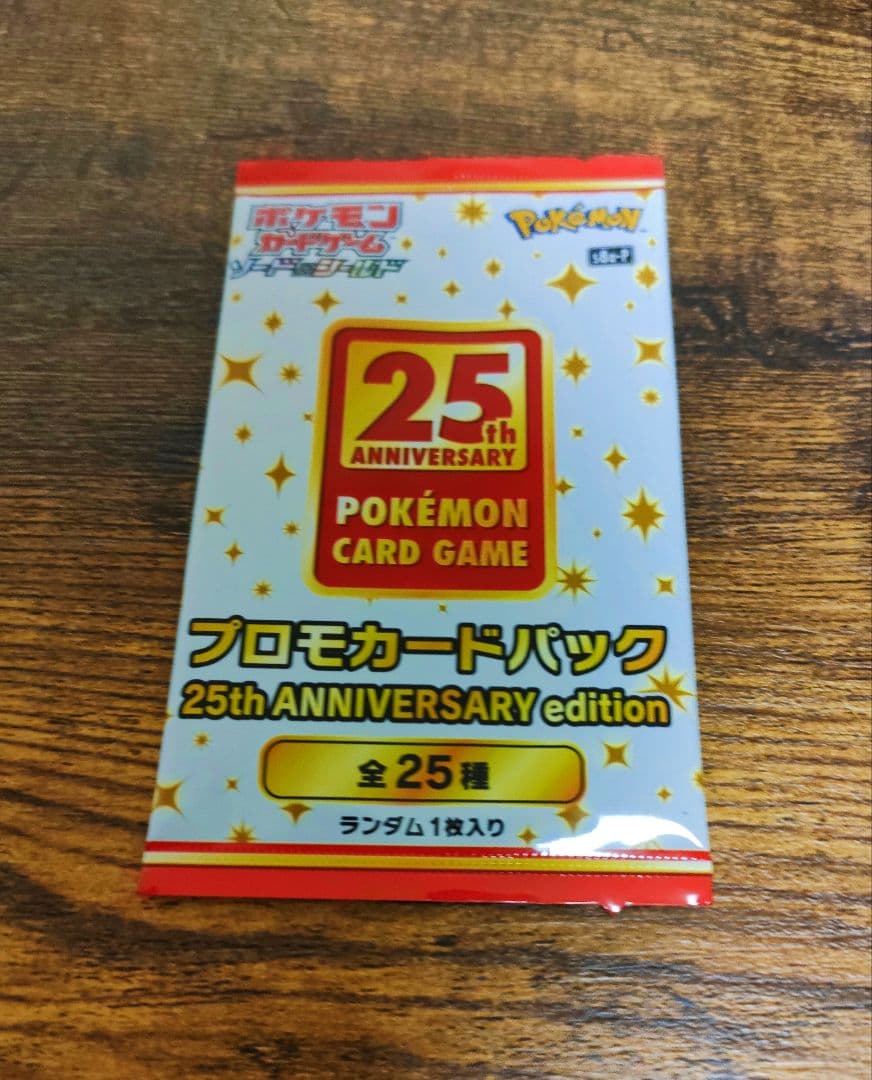 ポケモン
カードゲーム
ソード&シールド
POKéMON
s8a-P
25th
ANNIVERSARY
POKÉMON
CARD GAME
プロモカードパック
25th ANNIVERSARY edition
全25種
ランダム1枚入り